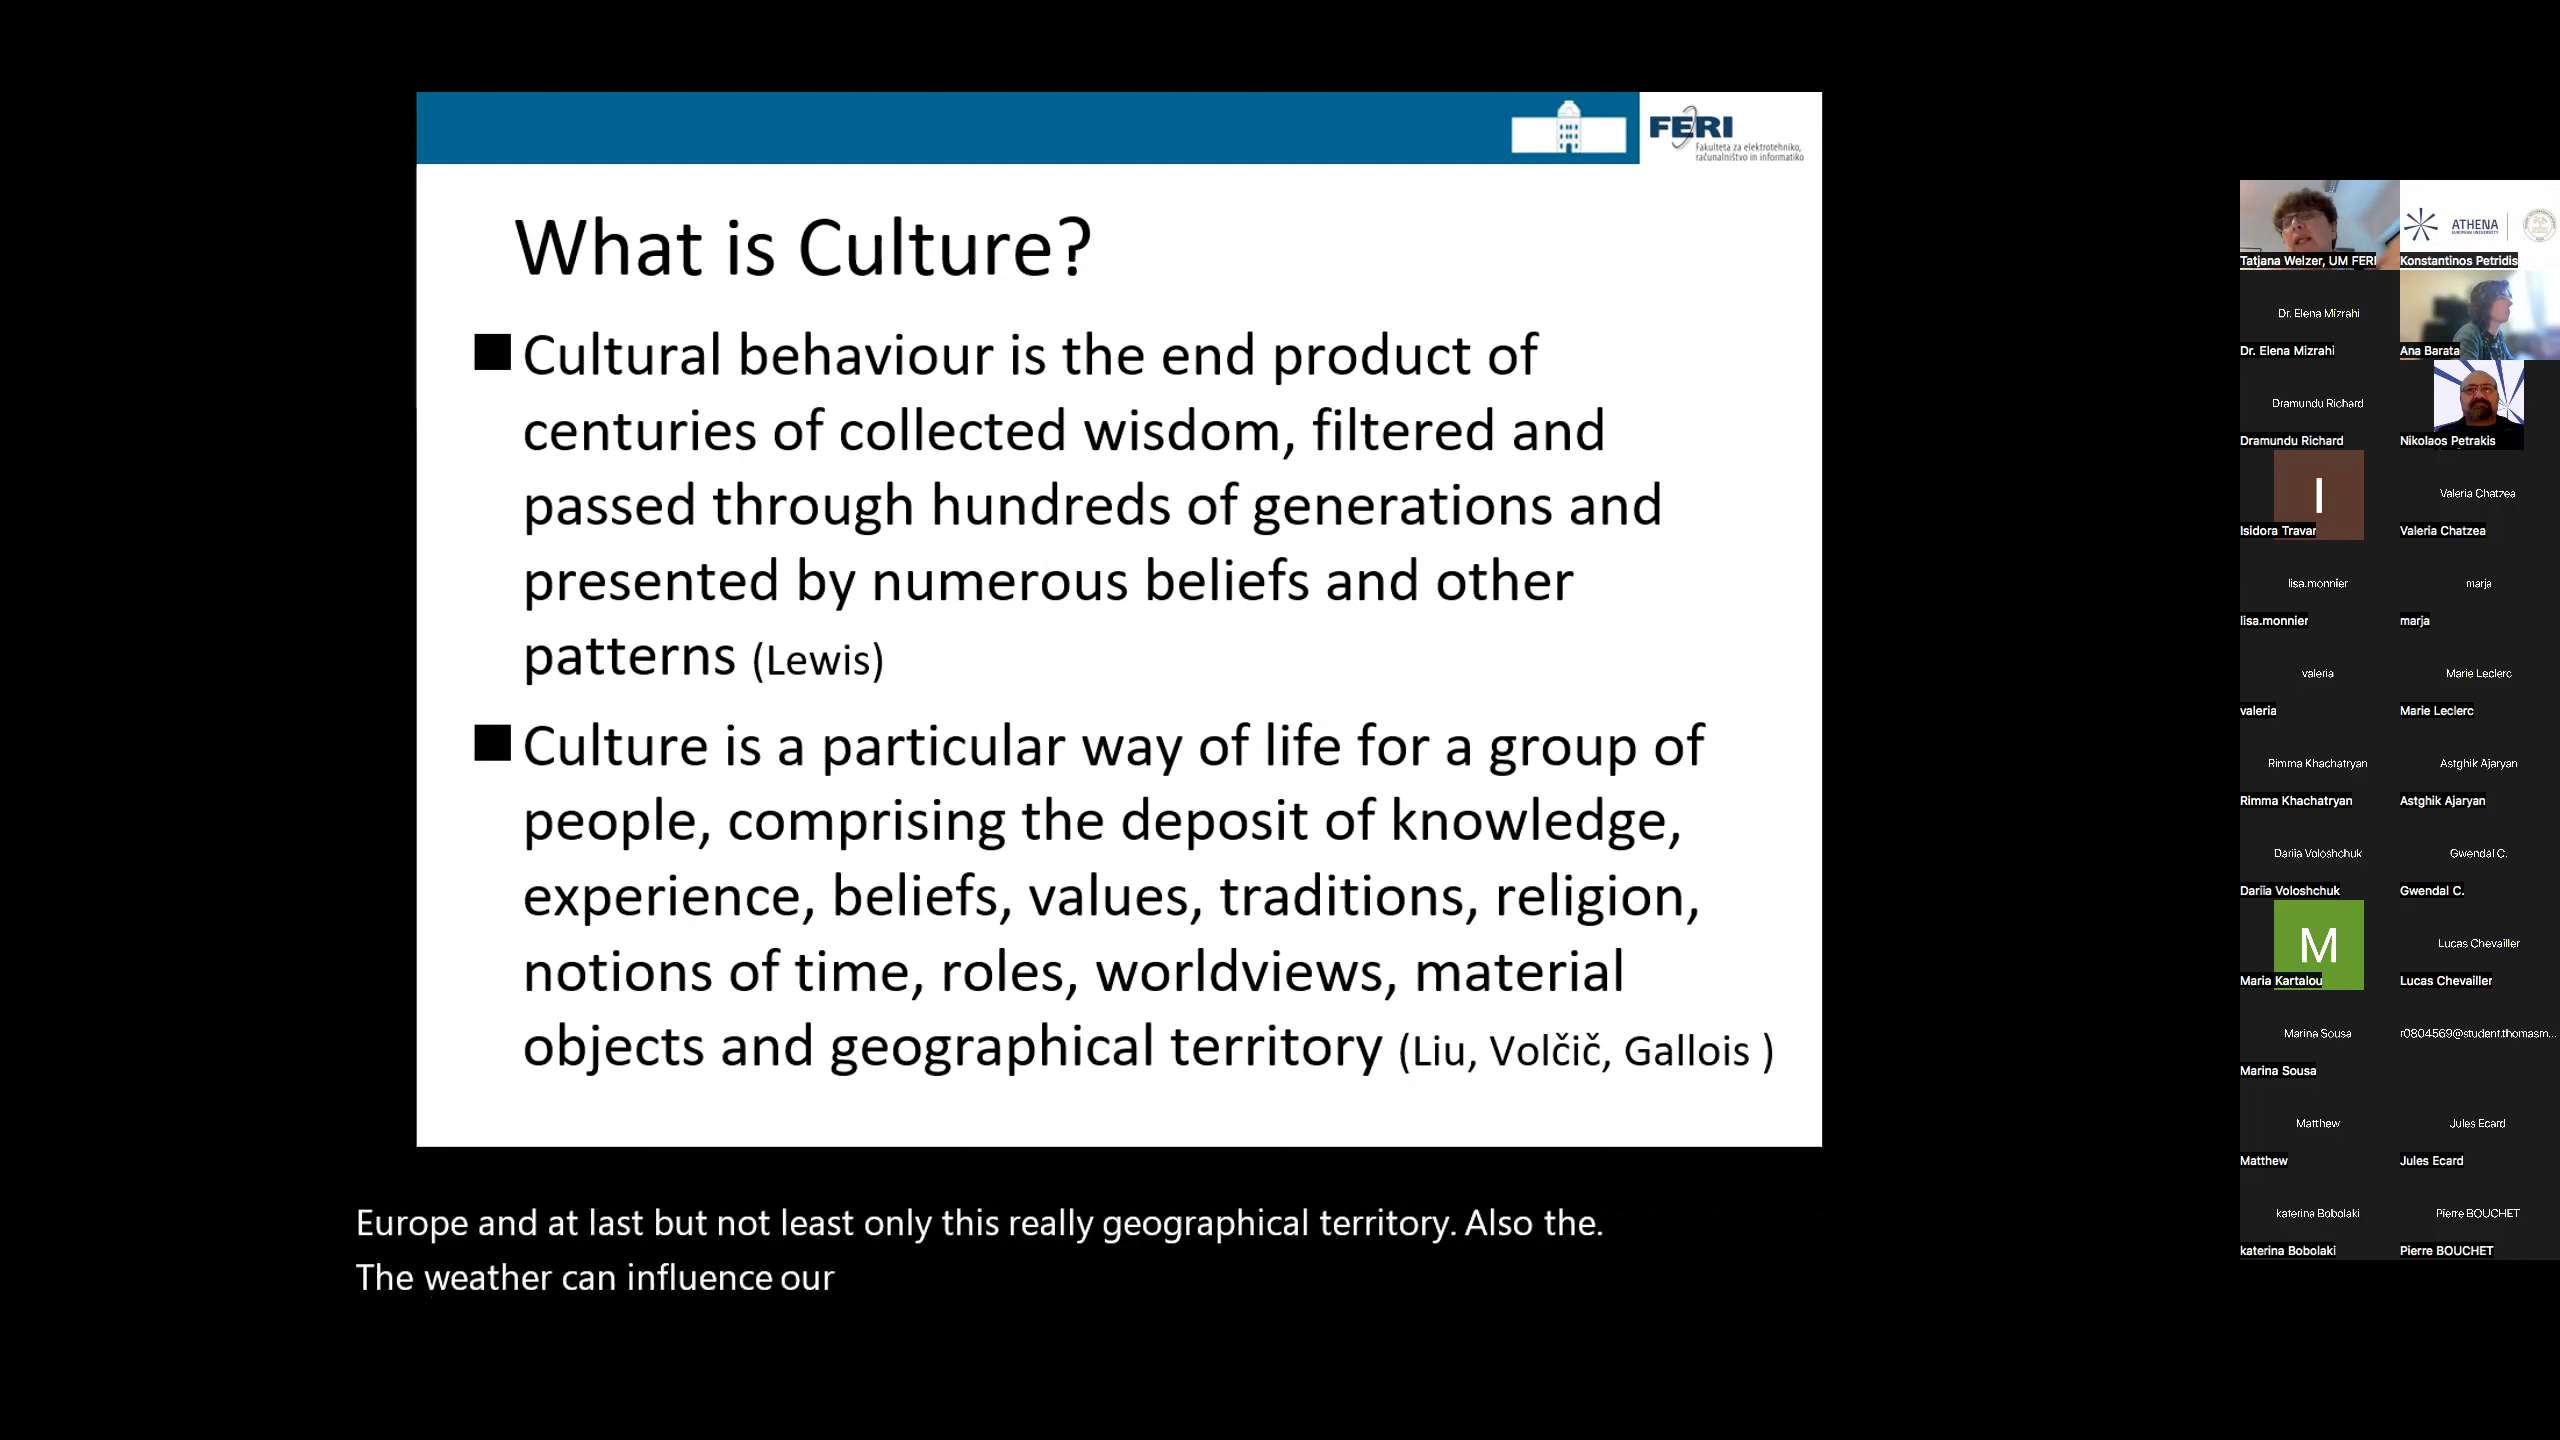 FERI
Fakulteta za elektrotehniko,
računalništvo in informatiko
What is Culture?
Cultural behaviour is the end product of
centuries of collected wisdom, filtered and
passed through hundreds of generations and
presented by numerous beliefs and other
patterns (Lewis)
Culture is a particular way of life for a group of
people, comprising the deposit of knowledge,
experience, beliefs, values, traditions, religion,
notions of time, roles, worldviews, material
objects and geographical territory (Liu, Volčič, Gallois )
Europe and at last but not least only this really geographical territory. Also the.
The weather can influence our
Tatjana Welzer, UM FERI
ATHENA
EUROPEAN UNIVERSITY
Konstantinos Petridis
Dr. Elena Mizrahi
Dr. Elena Mizrahi
Ana Barata
Dramundu Richard
Dramundu Richard
Nikolaos Petrakis
I
Isidora Travar
Valeria Chatzea
Valeria Chatzea
lisa.monnier
lisa.monnier
marja
marja
valeria
valeria
Marie Leclerc
Marie Leclerc
Rimma Khachatryan
Rimma Khachatryan
Astghik Ajaryan
Astghik Ajaryan
Dariia Voloshchuk
Dariia Voloshchuk
Gwendal C.
Gwendal C.
M
Maria Kartalou
Lucas Chevailler
Lucas Chevailler
Marina Sousa
Marina Sousa
r0804569@student.thomasm...
Matthew
Matthew
Jules Ecard
Jules Ecard
katerina Bobolaki
katerina Bobolaki
Pierre BOUCHET
Pierre BOUCHET